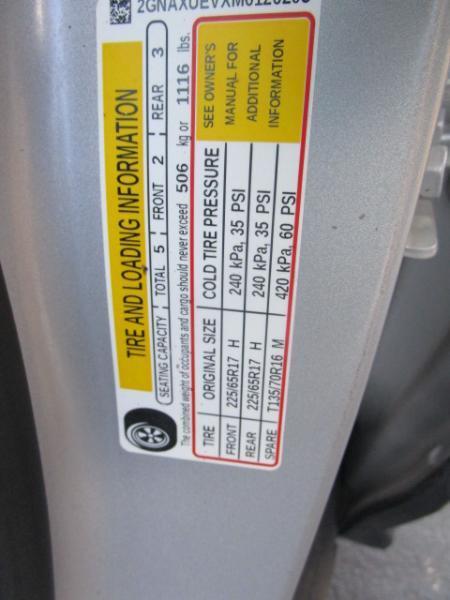 TIRE AND LOADING INFORMATION
SEATING CAPACITY TOTAL 5 FRONT 2 REAR 3
The combined weight of occupants and cargo should never exceed 506 kg or 1116 lbs.
TIRE ORIGINAL SIZE COLD TIRE PRESSURE SEE OWNER'S
FRONT 225/65R17 H 240 kPa, 35 PSI MANUAL FOR
REAR 225/65R17 H 240 kPa, 35 PSI ADDITIONAL
SPARE T135/70R16 M 420 kPa, 60 PSI INFORMATION